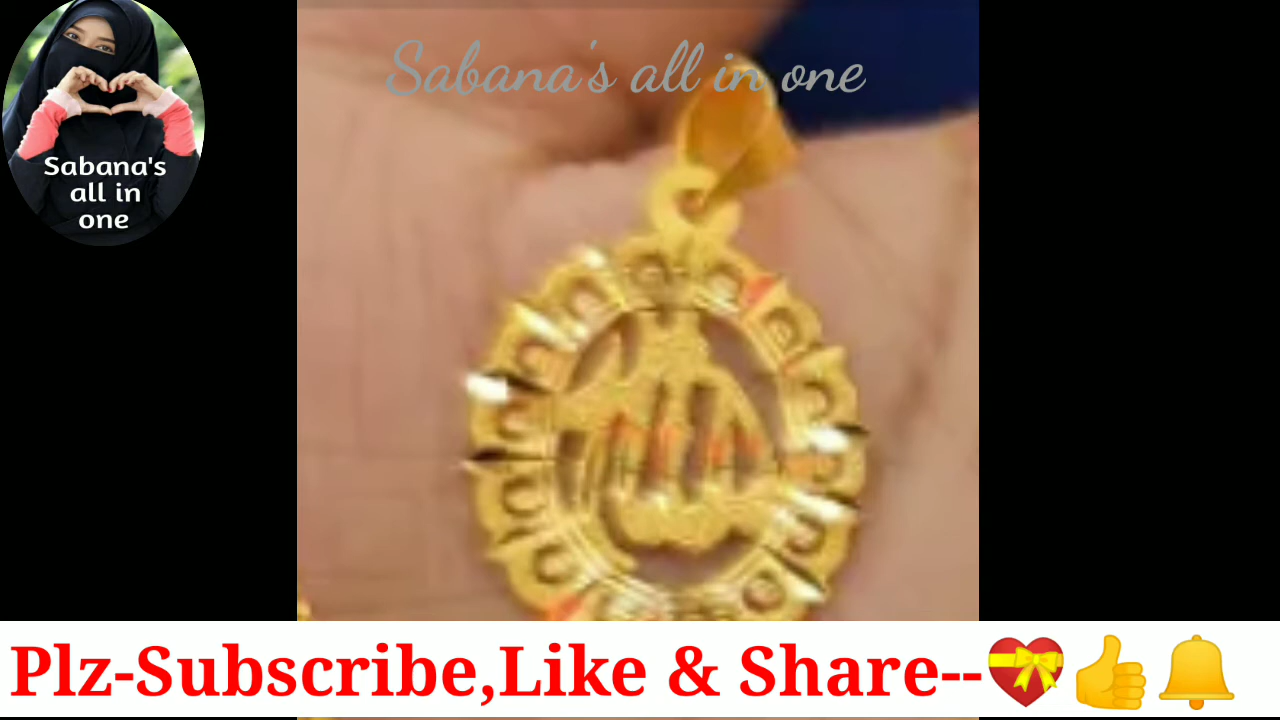 Sabana's all in one
Sabana's
all in
one
Plz-Subscribe,Like & Share--💝👍🔔